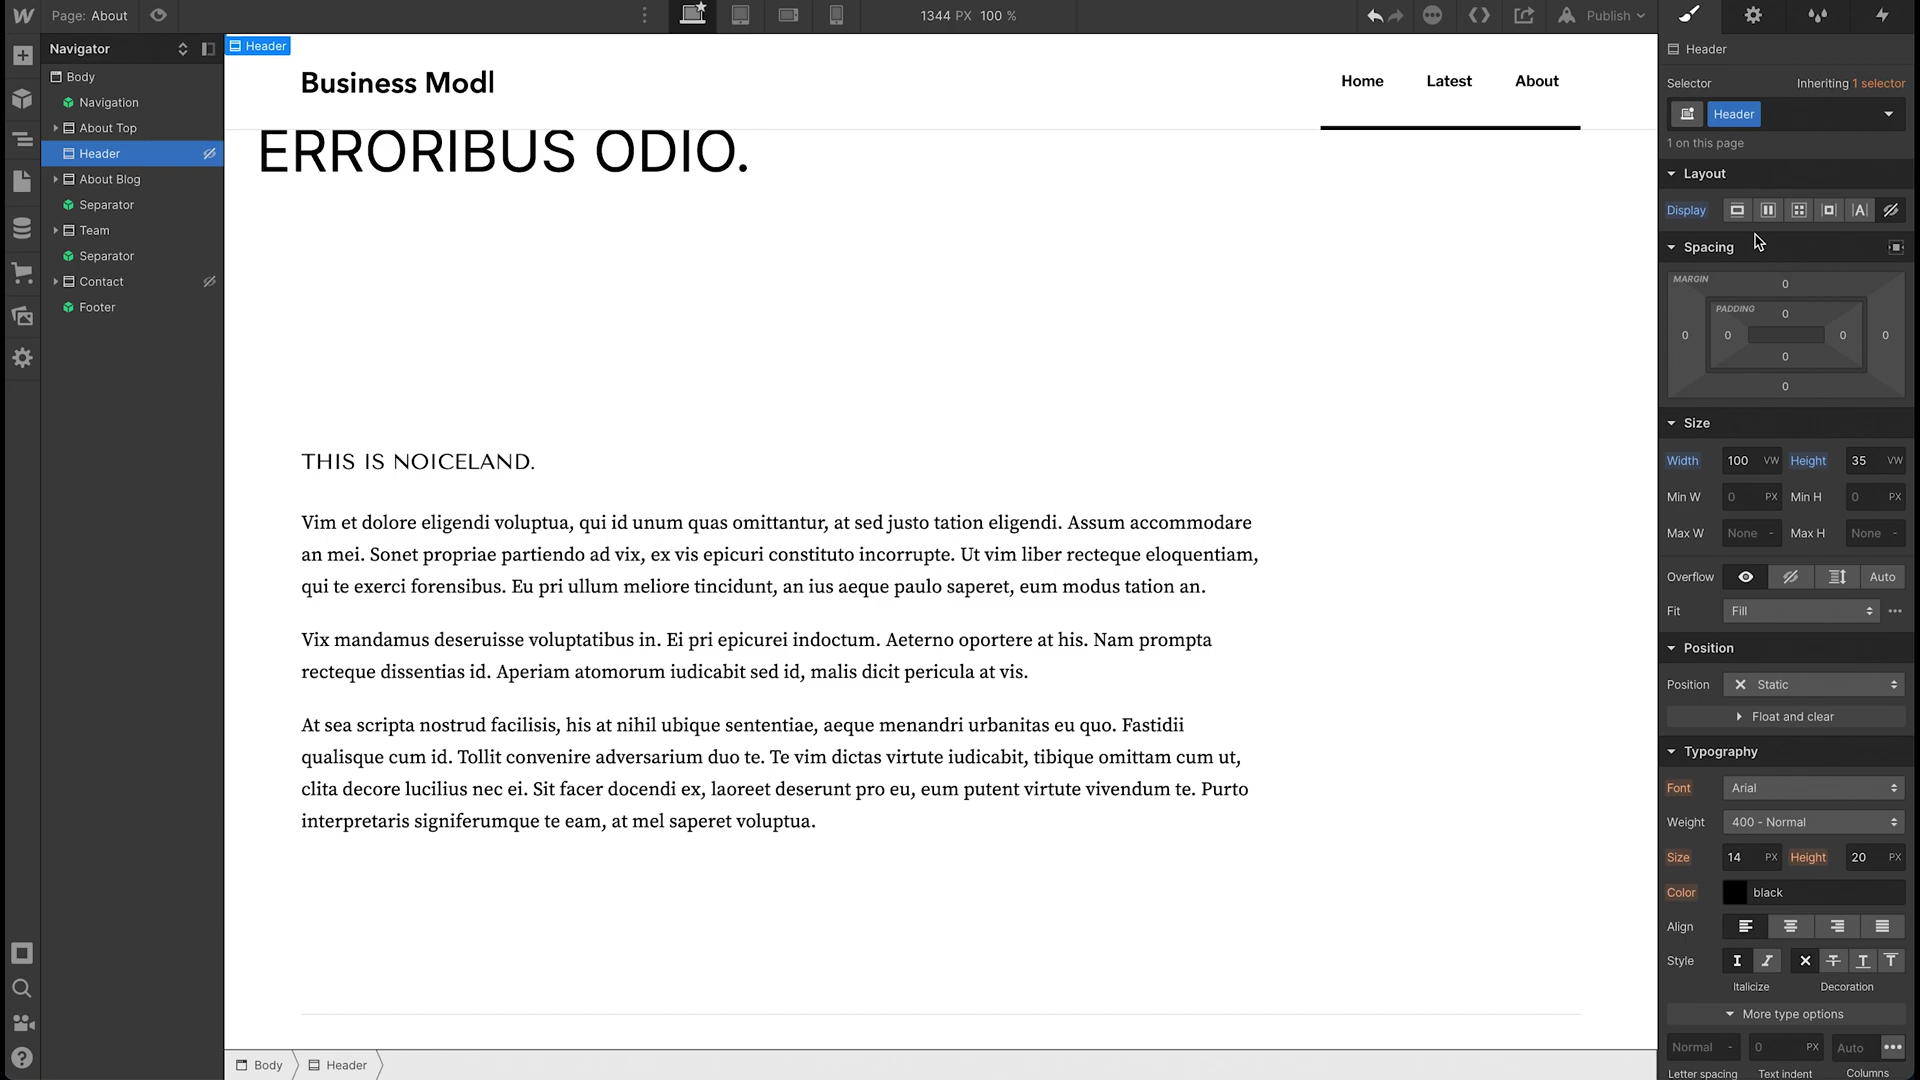 Page: About
1344 PX 100 %
Publish
Navigator
Body
Navigation
About Top
Header
About Blog
Separator
Team
Separator
Contact
Footer
Header
Business Modl
Home
Latest
About
ERRORIBUS ODIO.
THIS IS NOICELAND.
Vim et dolore eligendi voluptua, qui id unum quas omittantur, at sed justo tation eligendi. Assum accommodare
an mei. Sonet propriae partiendo ad vix, ex vis epicuri constituto incorrupte. Ut vim liber recteque eloquentiam,
qui te exerci forensibus. Eu pri ullum meliore tincidunt, an ius aeque paulo saperet, eum modus tation an.
Vix mandamus deseruisse voluptatibus in. Ei pri epicurei indoctum. Aeterno oportere at his. Nam prompta
recteque dissentias id. Aperiam atomorum iudicabit sed id, malis dicit pericula at vis.
At sea scripta nostrud facilisis, his at nihil ubique sententiae, aeque menandri urbanitas eu quo. Fastidii
qualisque cum id. Tollit convenire adversarium duo te. Te vim dictas virtute iudicabit, tibique omittam cum ut,
clita decore lucilius nec ei. Sit facer docendi ex, laoreet deserunt pro eu, eum putent virtute vivendum te. Purto
interpretaris signiferumque te eam, at mel saperet voluptua.
Body
Header
Header
Selector
Inheriting 1 selector
Header
1 on this page
Layout
Display
Spacing
MARGIN
0
PADDING
0
0 0 0 0
0
0
Size
Width 100 VW Height 35 VW
Min W 0 PX Min H 0 PX
Max W None - Max H None -
Overflow Auto
Fit Fill
Position
Position Static
Float and clear
Typography
Font Arial
Weight 400 - Normal
Size 14 PX Height 20 PX
Color black
Align
Style
Italicize Decoration
More type options
Normal - 0 PX Auto
Letter spacing Text indent Columns